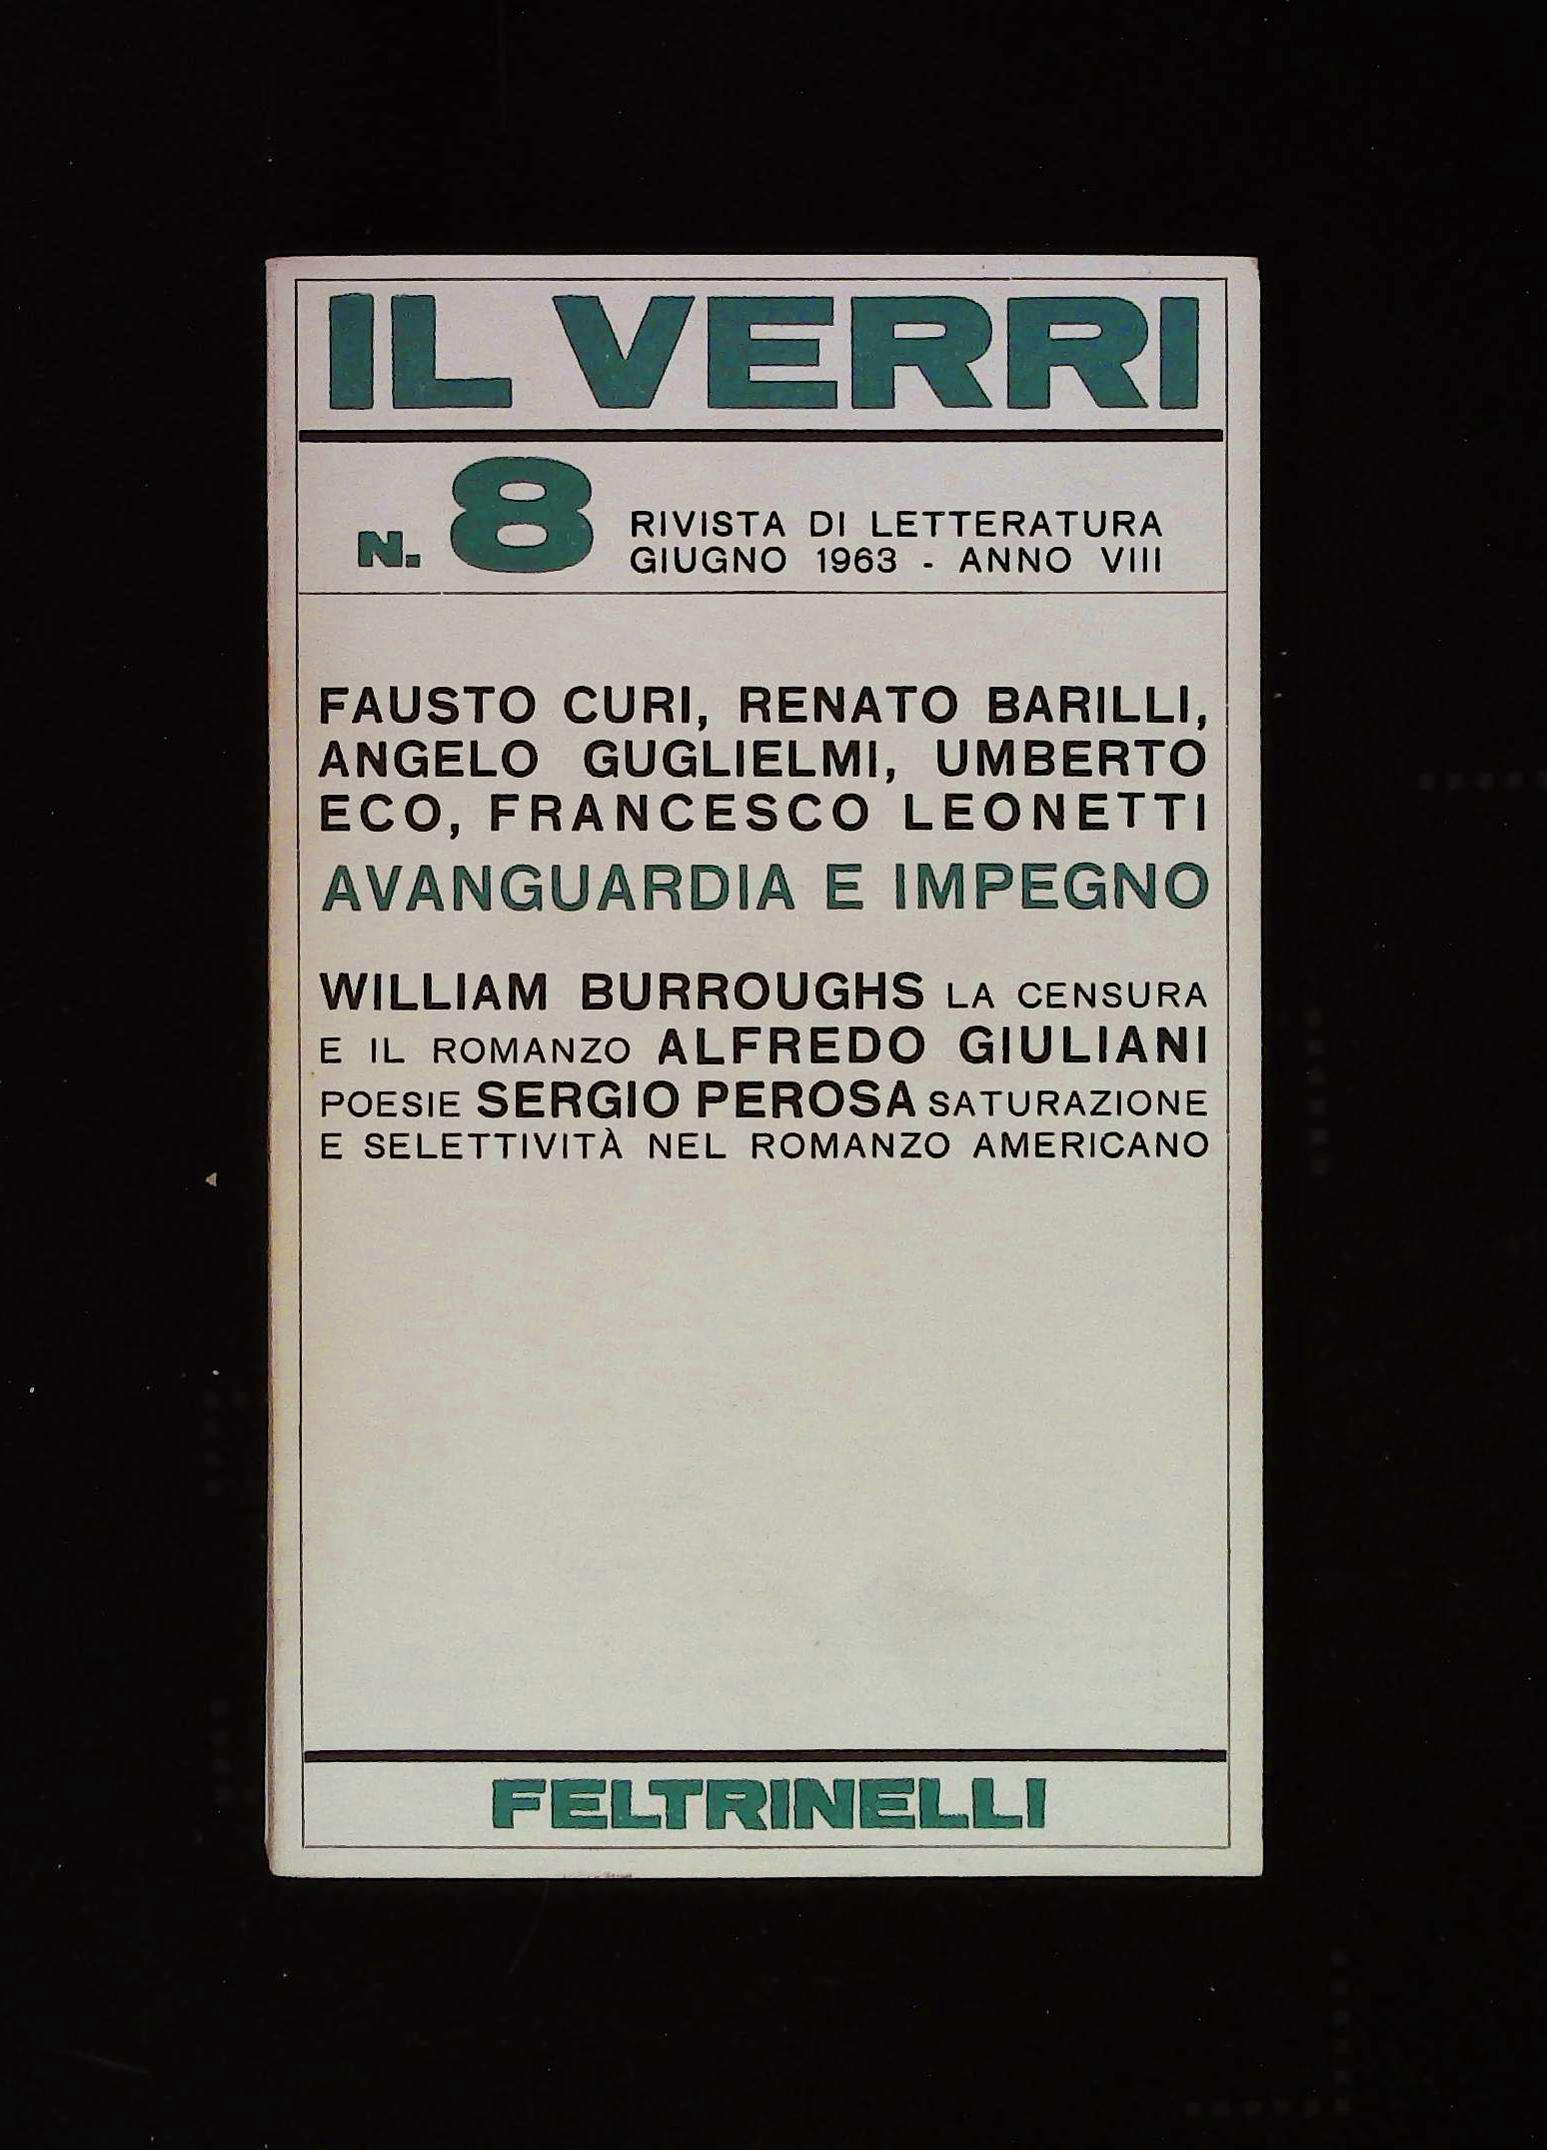 IL VERRI
N. 8
RIVISTA DI LETTERATURA
GIUGNO 1963 - ANNO VIII
FAUSTO CURI, RENATO BARILLI,
ANGELO GUGLIELMI, UMBERTO
ECO, FRANCESCO LEONETTI
AVANGUARDIA E IMPEGNO
WILLIAM BURROUGHS LA CENSURA
E IL ROMANZO ALFREDO GIULIANI
POESIE SERGIO PEROSA SATURAZIONE
E SELETTIVITÀ NEL ROMANZO AMERICANO
FELTRINELLI